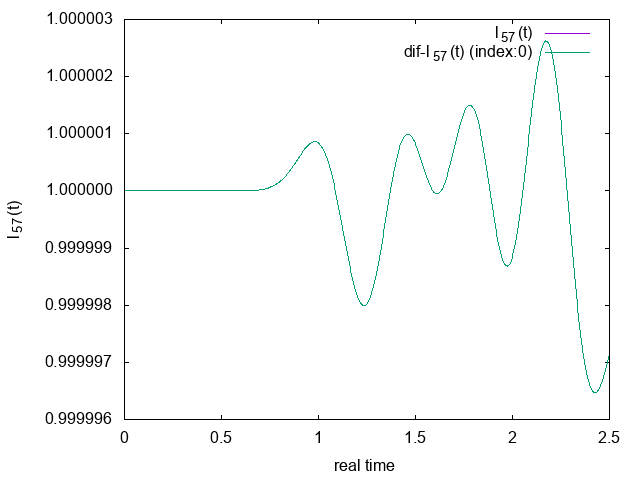 1.000003
1.000002
1.000001
1.000000
0.999999
0.999998
0.999997
0.999996
I57(t)
dif-I57(t) (index:0)
I57(t)
0 0.5 1 1.5 2 2.5
real time